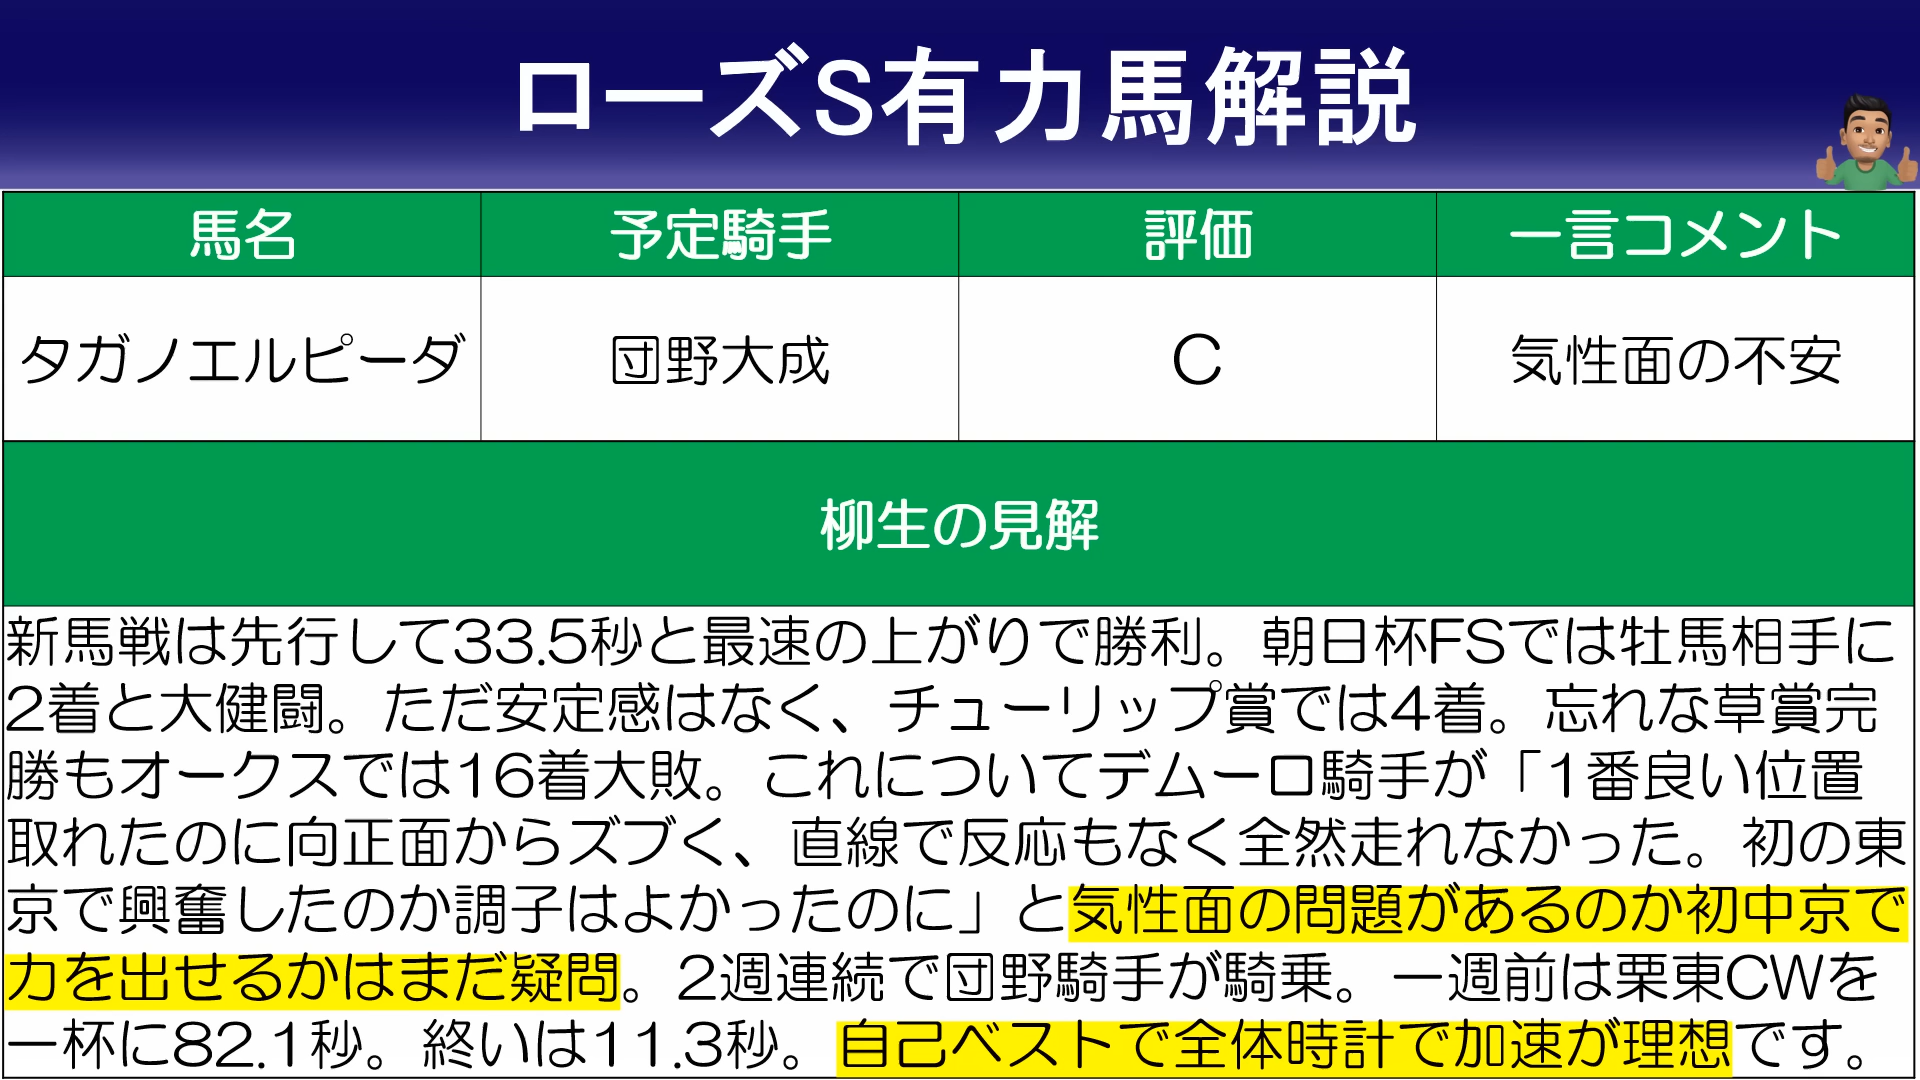 ローズS有力馬解説
馬名 予定騎手 評価 一言コメント
タガノエルピーダ 団野大成 C 気性面の不安
柳生の見解
新馬戦は先行して33.5秒と最速の上がりで勝利。朝日杯FSでは牡馬相手に
2着と大健闘。ただ安定感はなく、チューリップ賞では4着。忘れな草賞完
勝もオークスでは16着大敗。これについてデムーロ騎手が「1番良い位置
取れたのに向正面からズブく、直線で反応もなく全然走れなかった。初の東
京で興奮したのか調子はよかったのに」と気性面の問題があるのか初中京で
力を出せるかはまだ疑問。2週連続で団野騎手が騎乗。一週前は栗東CWを
一杯に82.1秒。終いは11.3秒。自己ベストで全体時計で加速が理想です。